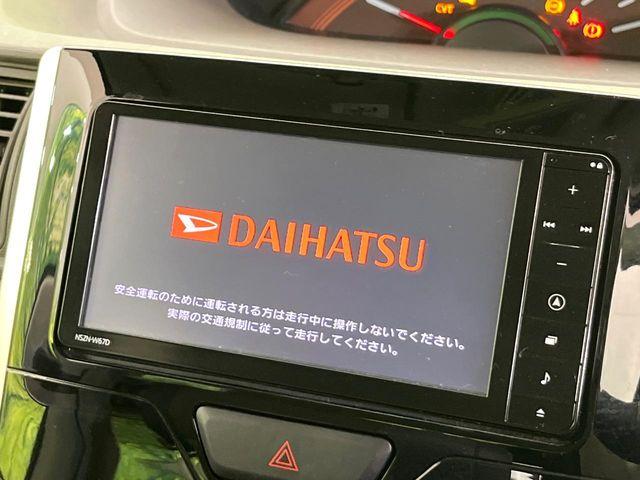 CVT
DAIHATSU
安全運転のために運転される方は走行中に操作しないでください。
実際の交通規制に従って走行してください。
NSZN-W67D